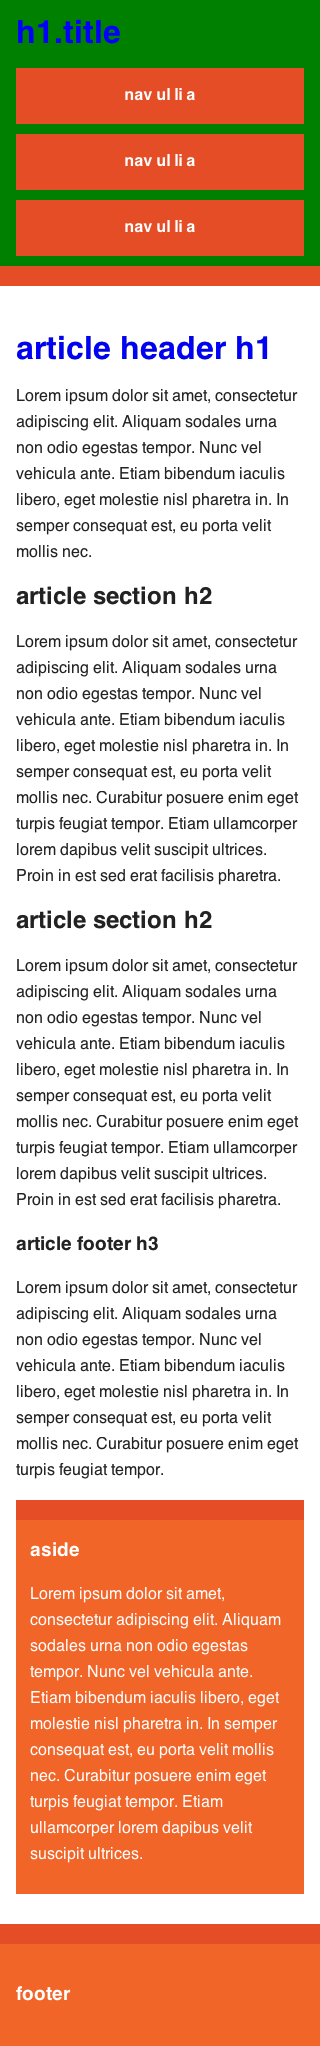 h1.title
nav ul li a
nav ul li a
nav ul li a
article header h1
Lorem ipsum dolor sit amet, consectetur
adipiscing elit. Aliquam sodales urna
non odio egestas tempor. Nunc vel
vehicula ante. Etiam bibendum iaculis
libero, eget molestie nisl pharetra in. In
semper consequat est, eu porta velit
mollis nec.
article section h2
Lorem ipsum dolor sit amet, consectetur
adipiscing elit. Aliquam sodales urna
non odio egestas tempor. Nunc vel
vehicula ante. Etiam bibendum iaculis
libero, eget molestie nisl pharetra in. In
semper consequat est, eu porta velit
mollis nec. Curabitur posuere enim eget
turpis feugiat tempor. Etiam ullamcorper
lorem dapibus velit suscipit ultrices.
Proin in est sed erat facilisis pharetra.
article section h2
Lorem ipsum dolor sit amet, consectetur
adipiscing elit. Aliquam sodales urna
non odio egestas tempor. Nunc vel
vehicula ante. Etiam bibendum iaculis
libero, eget molestie nisl pharetra in. In
semper consequat est, eu porta velit
mollis nec. Curabitur posuere enim eget
turpis feugiat tempor. Etiam ullamcorper
lorem dapibus velit suscipit ultrices.
Proin in est sed erat facilisis pharetra.
article footer h3
Lorem ipsum dolor sit amet, consectetur
adipiscing elit. Aliquam sodales urna
non odio egestas tempor. Nunc vel
vehicula ante. Etiam bibendum iaculis
libero, eget molestie nisl pharetra in. In
semper consequat est, eu porta velit
mollis nec. Curabitur posuere enim eget
turpis feugiat tempor.
aside
Lorem ipsum dolor sit amet,
consectetur adipiscing elit. Aliquam
sodales urna non odio egestas
tempor. Nunc vel vehicula ante.
Etiam bibendum iaculis libero, eget
molestie nisl pharetra in. In semper
consequat est, eu porta velit mollis
nec. Curabitur posuere enim eget
turpis feugiat tempor. Etiam
ullamcorper lorem dapibus velit
suscipit ultrices.
footer